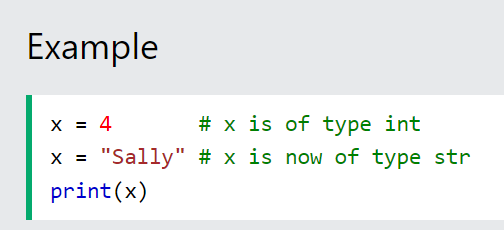 Example
x = 4       # x is of type int
x = "Sally" # x is now of type str
print(x)